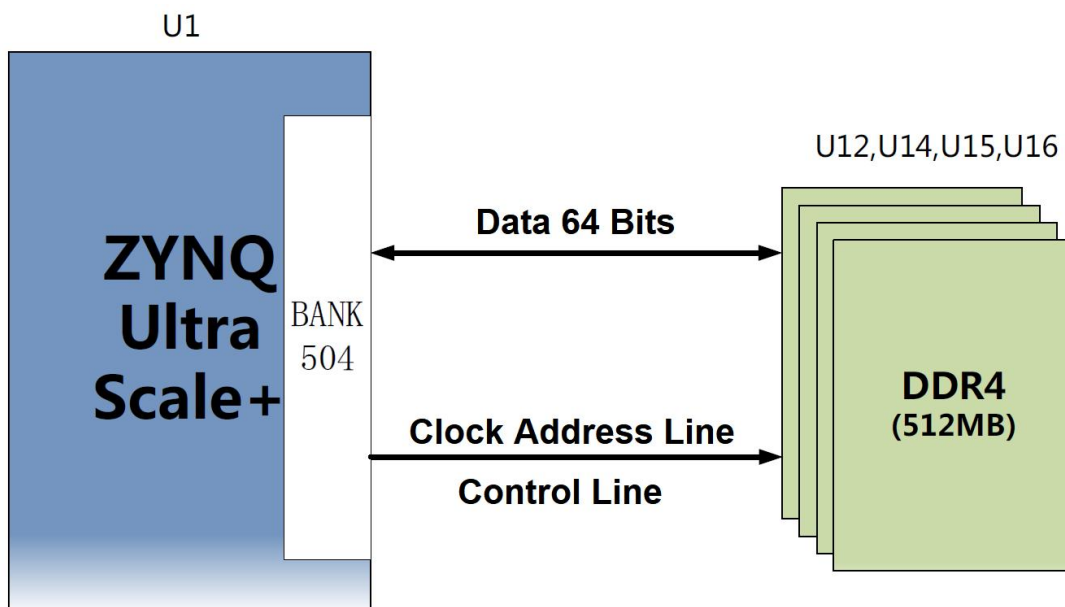 U1
U12,U14,U15,U16
Data 64 Bits
ZYNQ
Ultra
Scale+
BANK
504
Clock Address Line
Control Line
DDR4
(512MB)